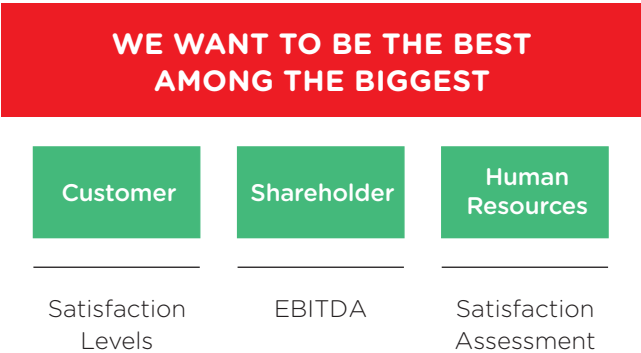 WE WANT TO BE THE BEST
AMONG THE BIGGEST
Customer
Shareholder
Human
Resources
Satisfaction
Levels
EBITDA
Satisfaction
Assessment